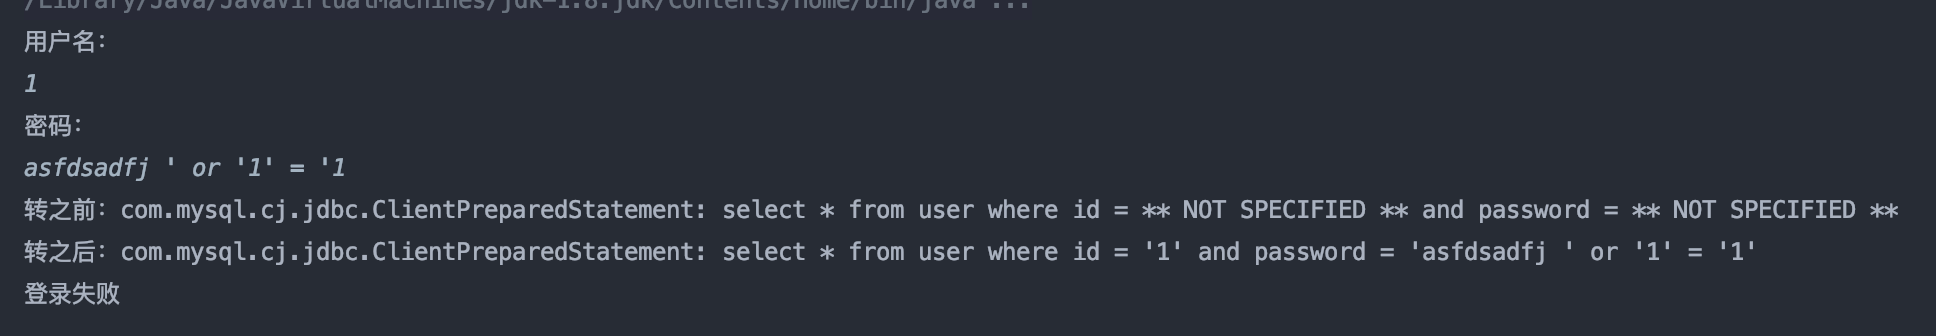 /Library/Java/JavaVirtualMachines/jdk-1.8.jdk/Contents/Home/bin/java ...
用户名：
1
密码：
asfdsadfj ' or '1' = '1
转之前：com.mysql.cj.jdbc.ClientPreparedStatement: select * from user where id = ** NOT SPECIFIED ** and password = ** NOT SPECIFIED **
转之后：com.mysql.cj.jdbc.ClientPreparedStatement: select * from user where id = '1' and password = 'asfdsadfj ' or '1' = '1'
登录失败